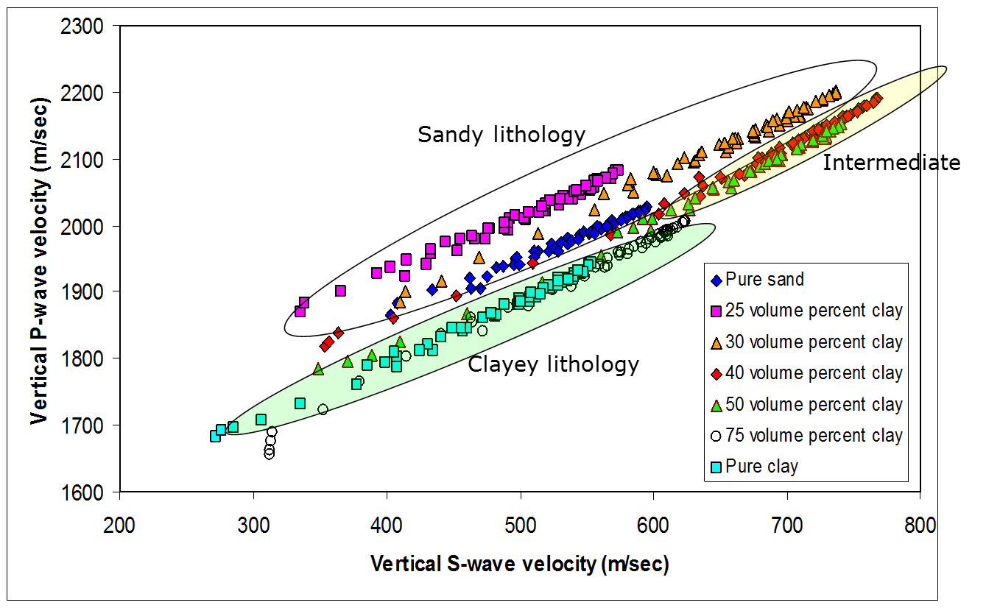 2300
2200
2100
2000
1900
1800
1700
1600
Vertical P-wave velocity (m/sec)
Sandy lithology
Intermediate
Clayey lithology
Pure sand
25 volume percent clay
30 volume percent clay
40 volume percent clay
50 volume percent clay
75 volume percent clay
Pure clay
200 300 400 500 600 700 800
Vertical S-wave velocity (m/sec)